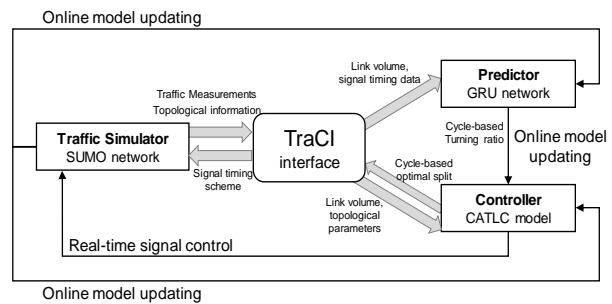 Online model updating
Link volume,
signal timing data
Predictor
GRU network
Traffic Measurements
Topological information
Traffic Simulator
SUMO network
TraCI
interface
Cycle-based
Turning ratio
Online model
updating
Signal timing
scheme
Cycle-based
optimal split
Link volume,
topological
parameters
Controller
CATLC model
Real-time signal control
Online model updating